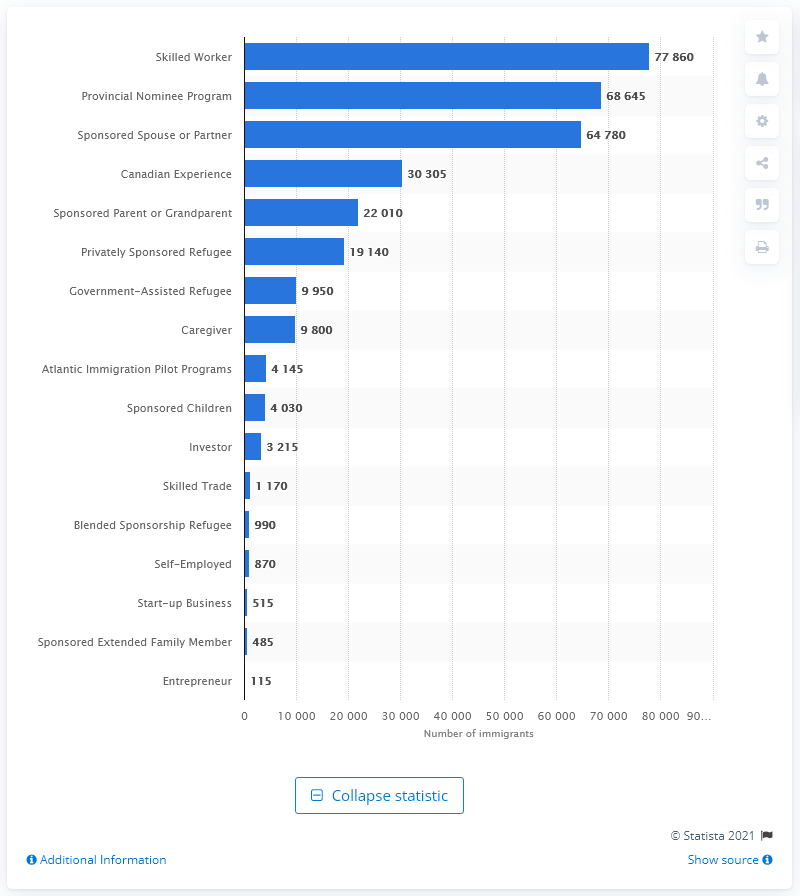 Skilled Worker 77 860
Provincial Nominee Program 68 645
Sponsored Spouse or Partner 64 780
Canadian Experience 30 305
Sponsored Parent or Grandparent 22 010
Privately Sponsored Refugee 19 140
Government-Assisted Refugee 9 950
Caregiver 9 800
Atlantic Immigration Pilot Programs 4 145
Sponsored Children 4 030
Investor 3 215
Skilled Trade 1 170
Blended Sponsorship Refugee 990
Self-Employed 870
Start-up Business 515
Sponsored Extended Family Member 485
Entrepreneur 115
0 10 000 20 000 30 000 40 000 50 000 60 000 70 000 80 000 90…
Number of immigrants
Collapse statistic
© Statista 2021
Additional Information Show source